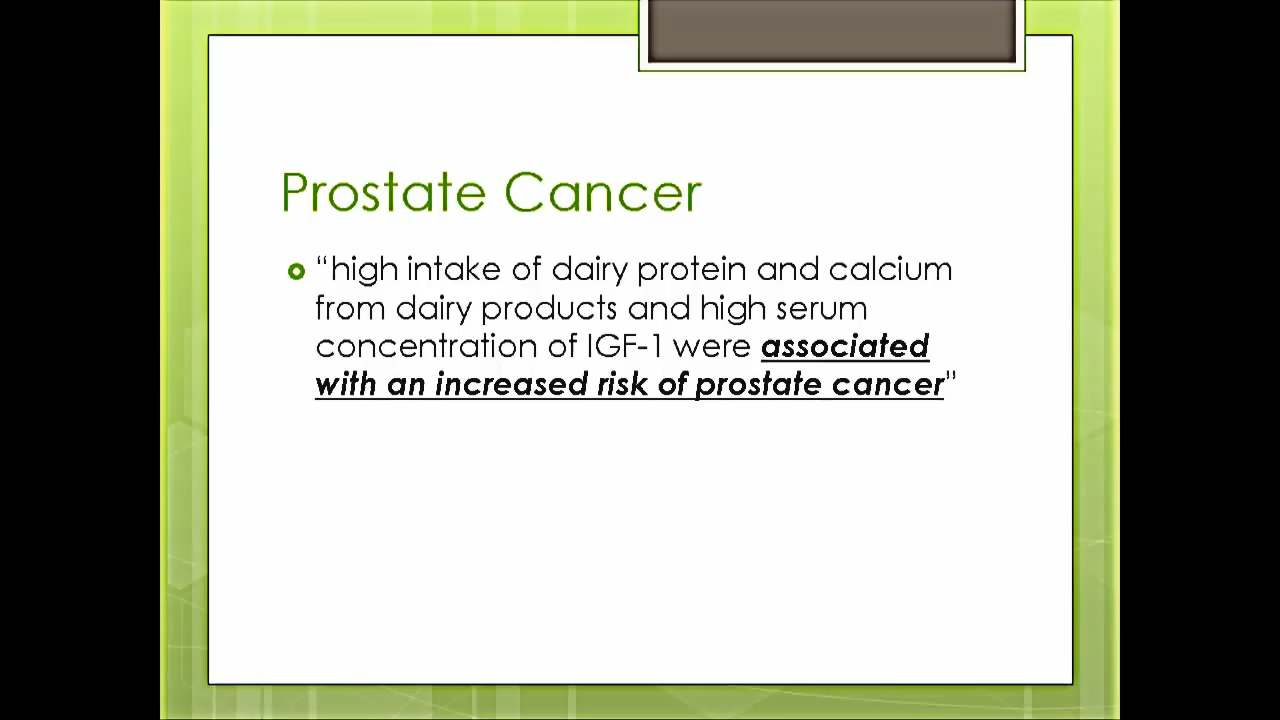 Prostate Cancer
“high intake of dairy protein and calcium
from dairy products and high serum
concentration of IGF-1 were associated
with an increased risk of prostate cancer”